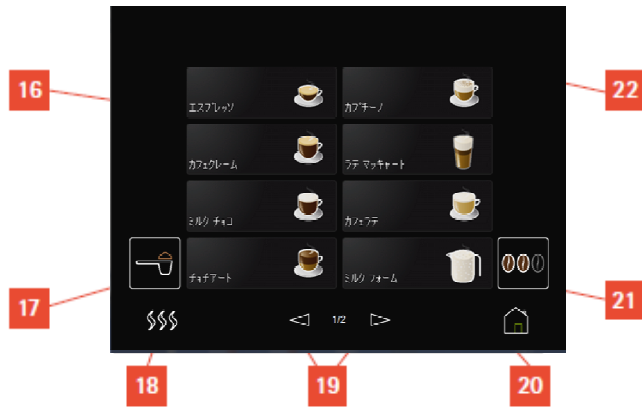 16
22
エスプレッソ
カプチーノ
カフェクレーム
ラテ マッキャート
ミルク チョコ
カフェラテ
チョチアート
ミルク フォーム
17
21
1/2
18
19
20